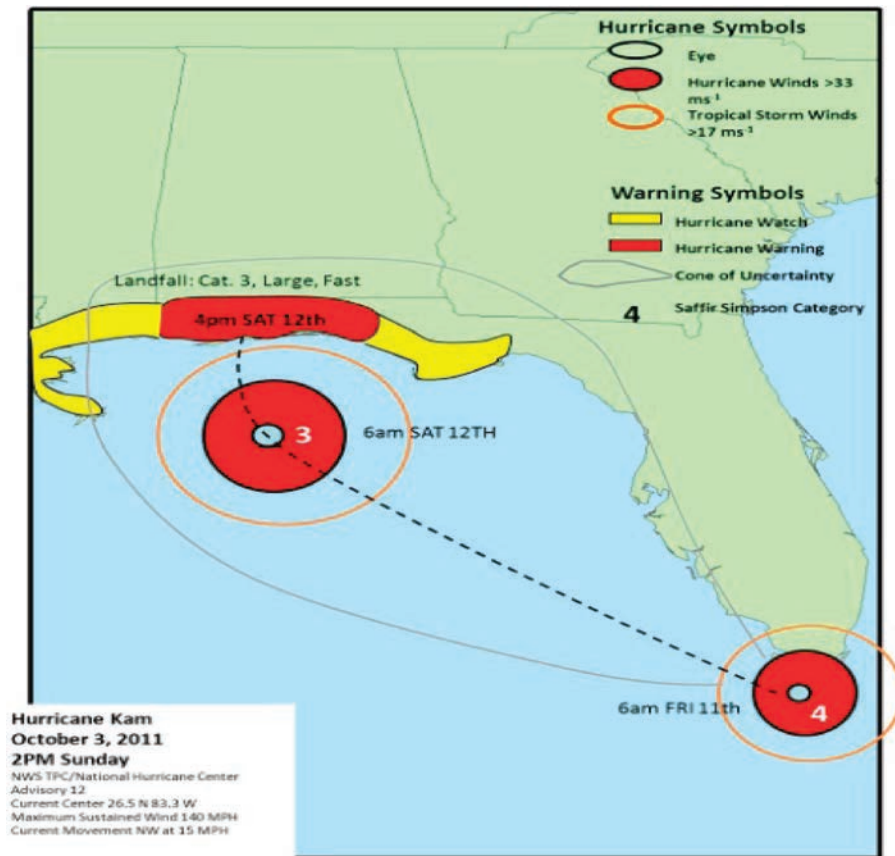 Hurricane Symbols
Eye
Hurricane Winds >33
ms-1
Tropical Storm Winds
>17 ms-1
Warning Symbols
Hurricane Watch
Hurricane Warning
Cone of Uncertainty
4 Saffir Simpson Category
Landfall: Cat. 3, Large, Fast
4pm SAT 12th
3
6am SAT 12TH
6am FRI 11th
4
Hurricane Kam
October 3, 2011
2PM Sunday
NWS TPC/National Hurricane Center
Advisory 12
Current Center 26.5 N 83.3 W
Maximum Sustained Wind 140 MPH
Current Movement NW at 15 MPH